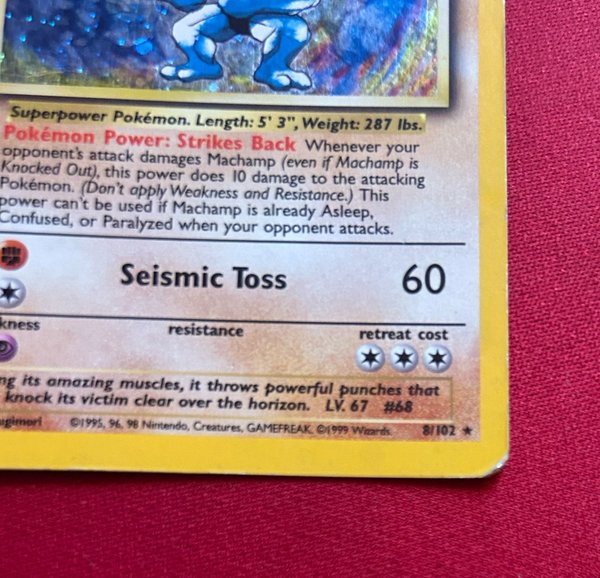 Superpower Pokémon. Length: 5' 3", Weight: 287 lbs.
Pokémon Power: Strikes Back Whenever your
opponent's attack damages Machamp (even if Machamp is
Knocked Out), this power does 10 damage to the attacking
Pokémon. (Don't apply Weakness and Resistance.) This
power can't be used if Machamp is already Asleep,
Confused, or Paralyzed when your opponent attacks.
Seismic Toss 60
kness resistance retreat cost
ng its amazing muscles, it throws powerful punches that
knock its victim clear over the horizon. LV. 67 #68
ugimori ©1995, 96, 98 Nintendo, Creatures, GAMEFREAK. ©1999 Wizards. 8/102 ★